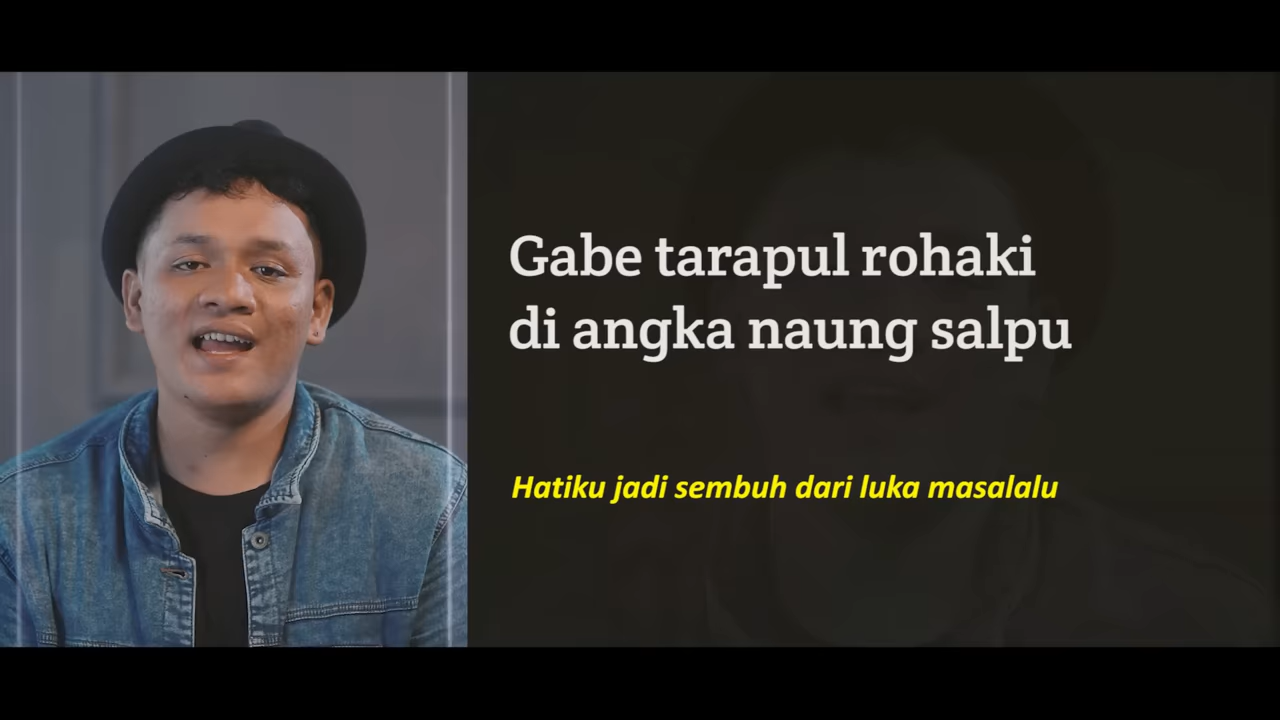 Gabe tarapul rohaki
di angka naung salpu
Hatiku jadi sembuh dari luka masalalu